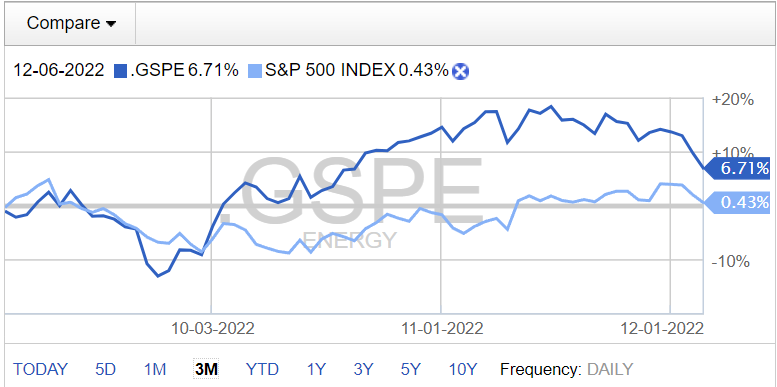 Compare
12-06-2022 .GSPE 6.71% S&P 500 INDEX 0.43%
+20%
+10%
6.71%
0.43%
-10%
.GSPE
ENERGY
10-03-2022 11-01-2022 12-01-2022
TODAY 5D 1M 3M YTD 1Y 3Y 5Y 10Y Frequency: DAILY